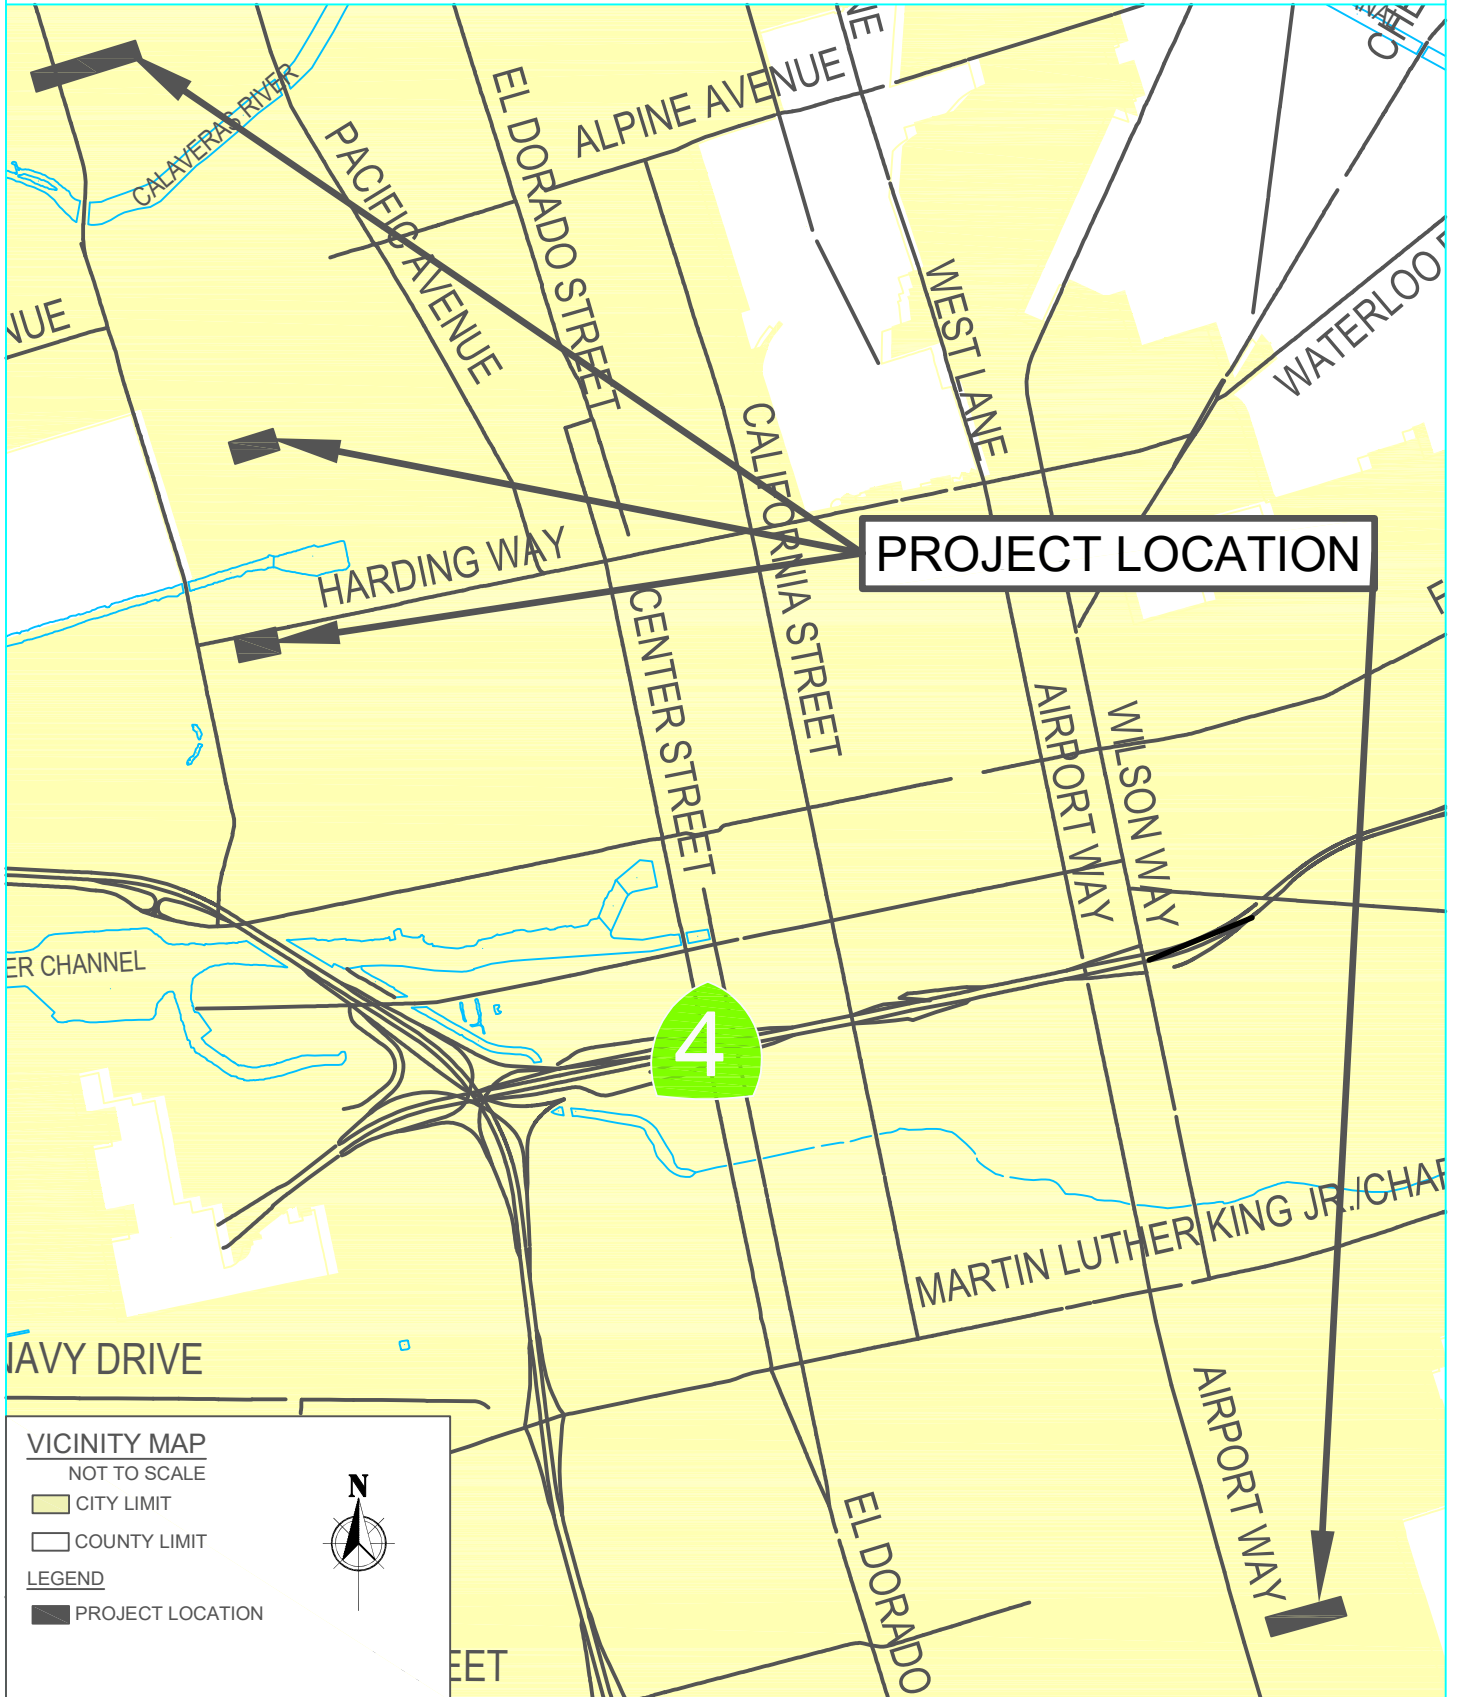 CALAVERAS RIVER
PACIFIC AVENUE
EL DORADO STREET
ALPINE AVENUE
NE
WEST LANE
WATERLOO
NUE
HARDING WAY
CALIFORNIA STREET
PROJECT LOCATION
CENTER STREET
AIRPORT WAY
WILSON WAY
ER CHANNEL
4
MARTIN LUTHER KING JR./CHAR
NAVY DRIVE
AIRPORT WAY
EL DORADO
EET
VICINITY MAP
NOT TO SCALE
CITY LIMIT
COUNTY LIMIT
LEGEND
PROJECT LOCATION
N